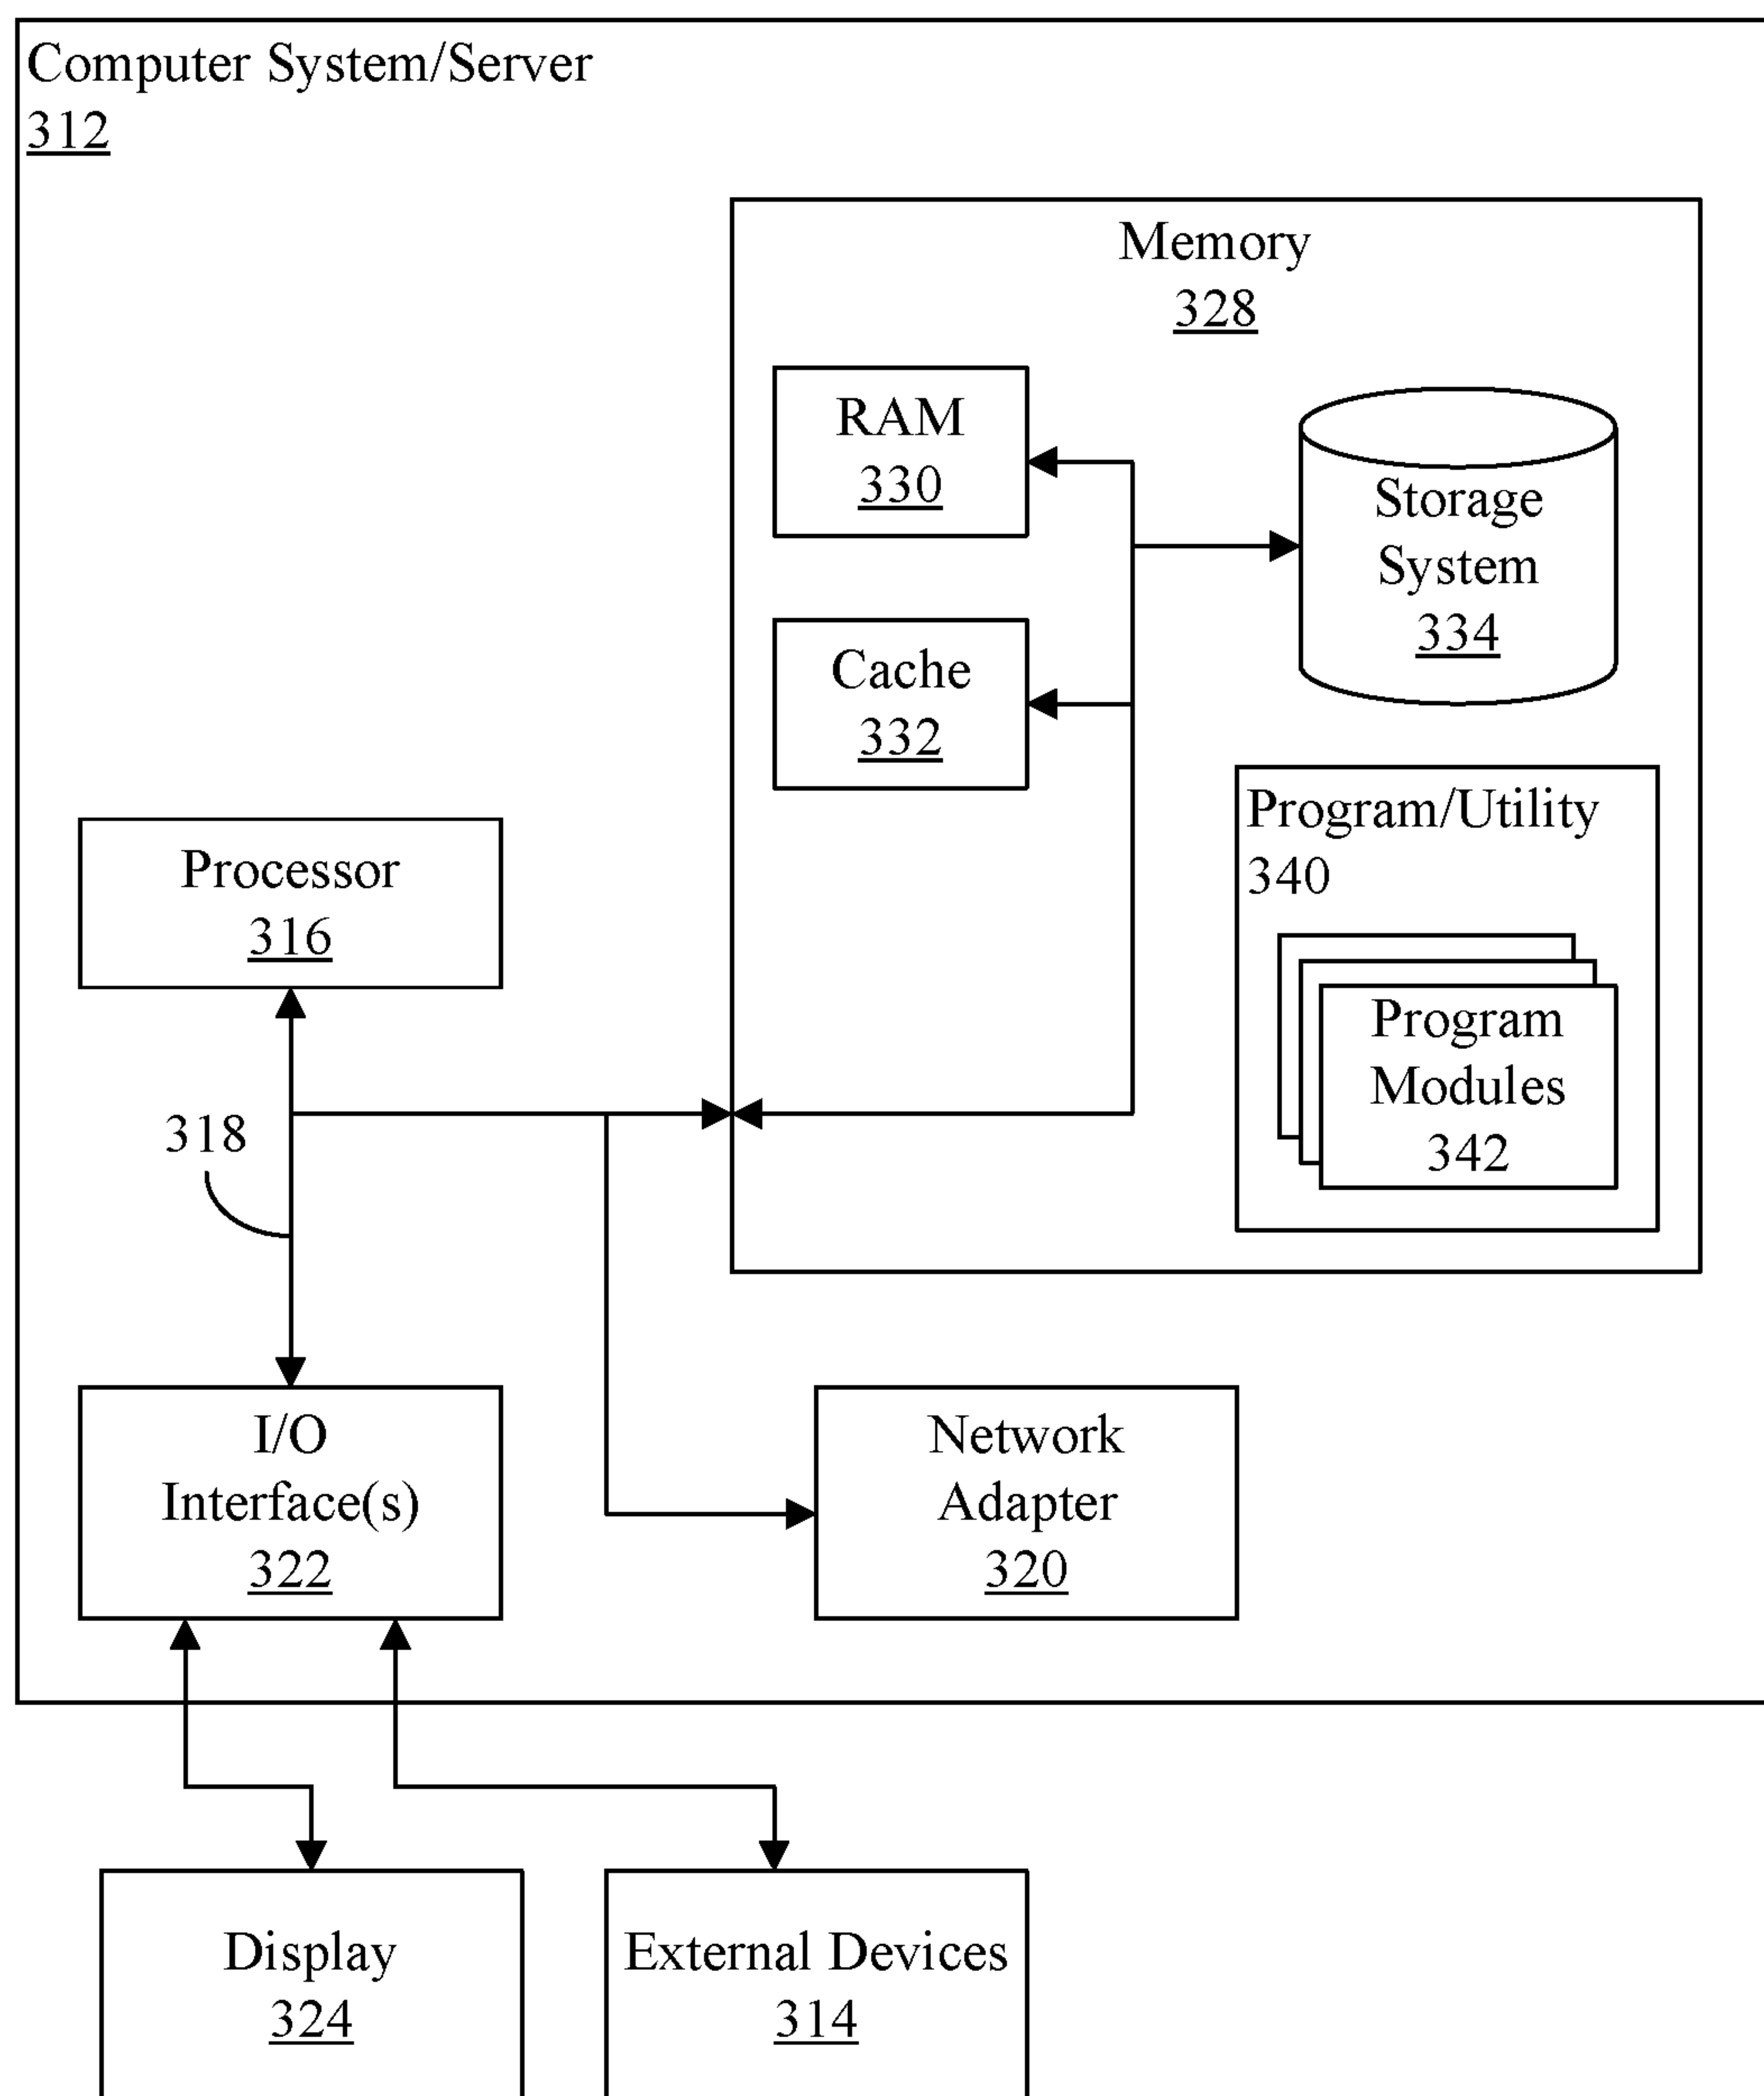 Computer System/Server
312
Memory
328
RAM
330
Storage
System
334
Cache
332
Program/Utility
340
Program
Modules
342
Processor
316
318
I/O
Interface(s)
322
Network
Adapter
320
Display
324
External Devices
314